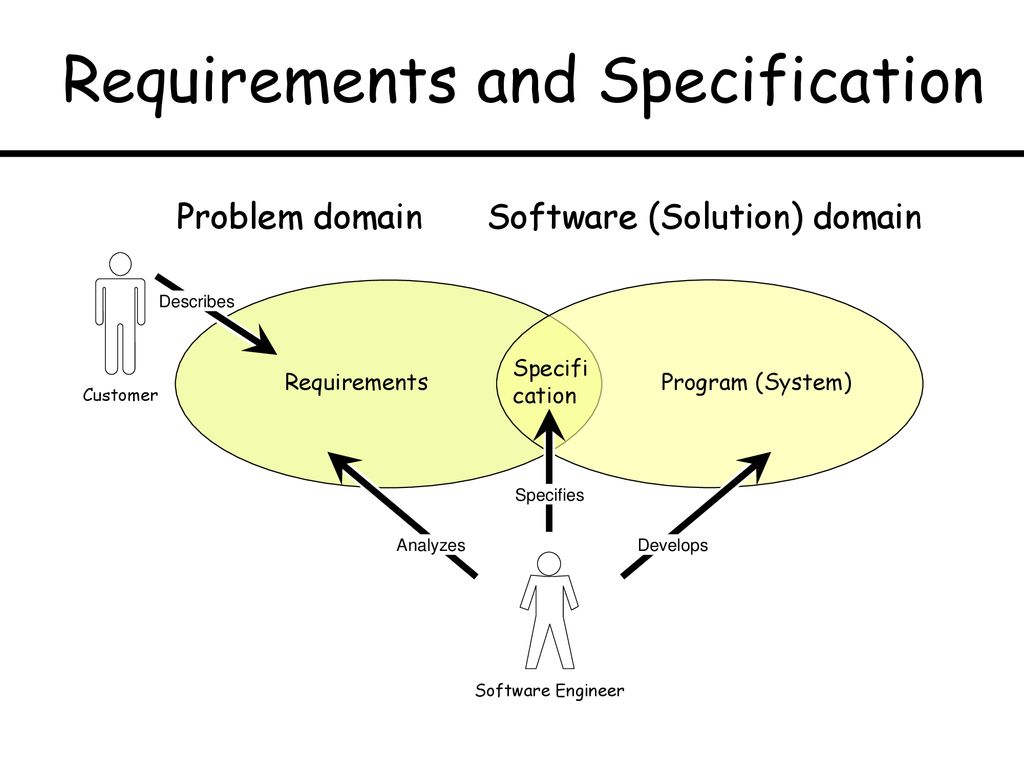 Requirements and Specification
Problem domain
Software (Solution) domain
Describes
Customer
Requirements
Specifi
cation
Program (System)
Specifies
Analyzes
Develops
Software Engineer